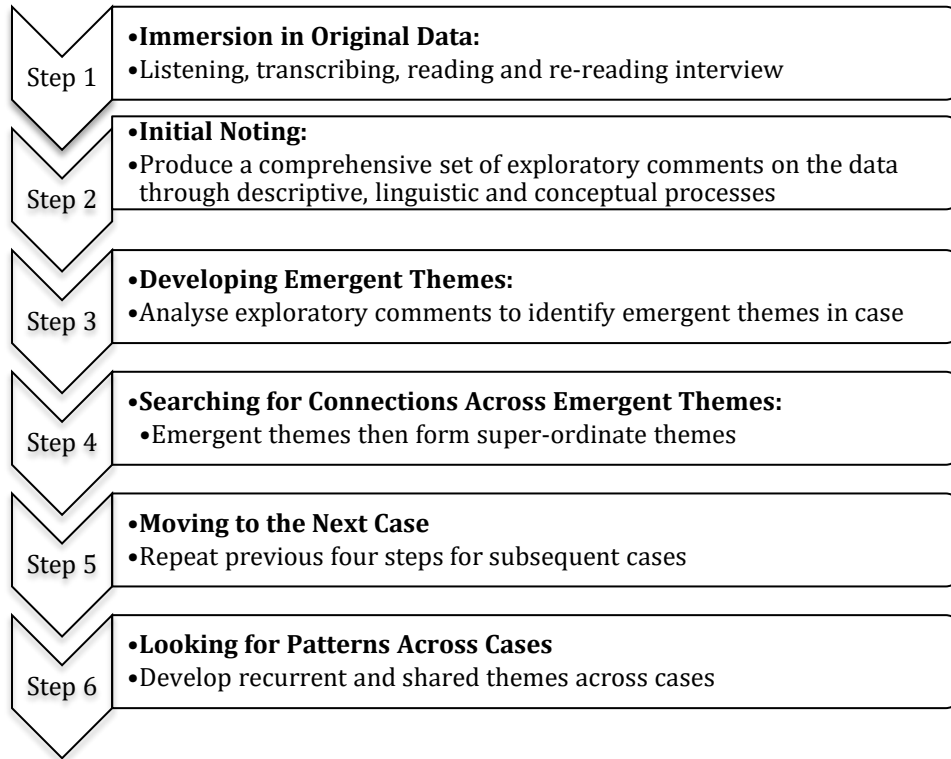 Step 1
•Immersion in Original Data:
•Listening, transcribing, reading and re-reading interview
Step 2
•Initial Noting:
•Produce a comprehensive set of exploratory comments on the data
through descriptive, linguistic and conceptual processes
Step 3
•Developing Emergent Themes:
•Analyse exploratory comments to identify emergent themes in case
Step 4
•Searching for Connections Across Emergent Themes:
•Emergent themes then form super-ordinate themes
Step 5
•Moving to the Next Case
•Repeat previous four steps for subsequent cases
Step 6
•Looking for Patterns Across Cases
•Develop recurrent and shared themes across cases